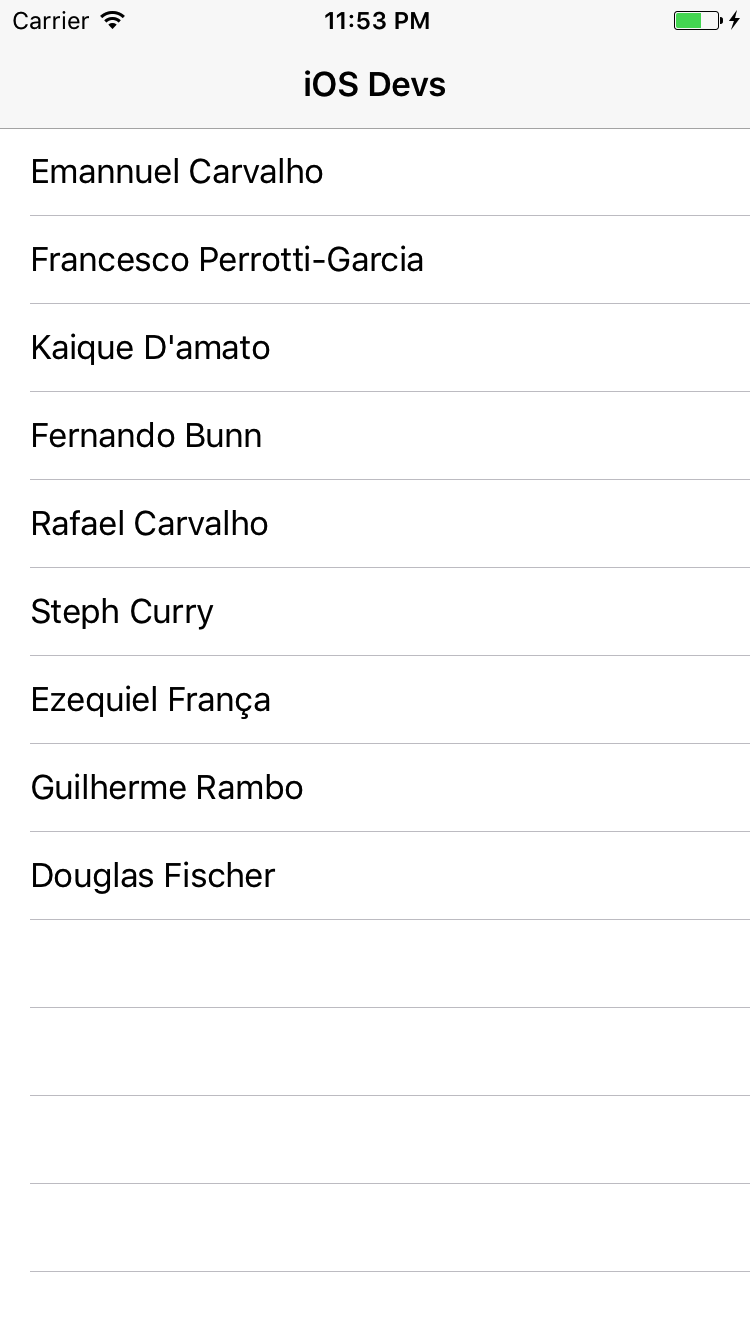 Carrier 11:53 PM
iOS Devs
Emannuel Carvalho
Francesco Perrotti-Garcia
Kaique D'amato
Fernando Bunn
Rafael Carvalho
Steph Curry
Ezequiel França
Guilherme Rambo
Douglas Fischer